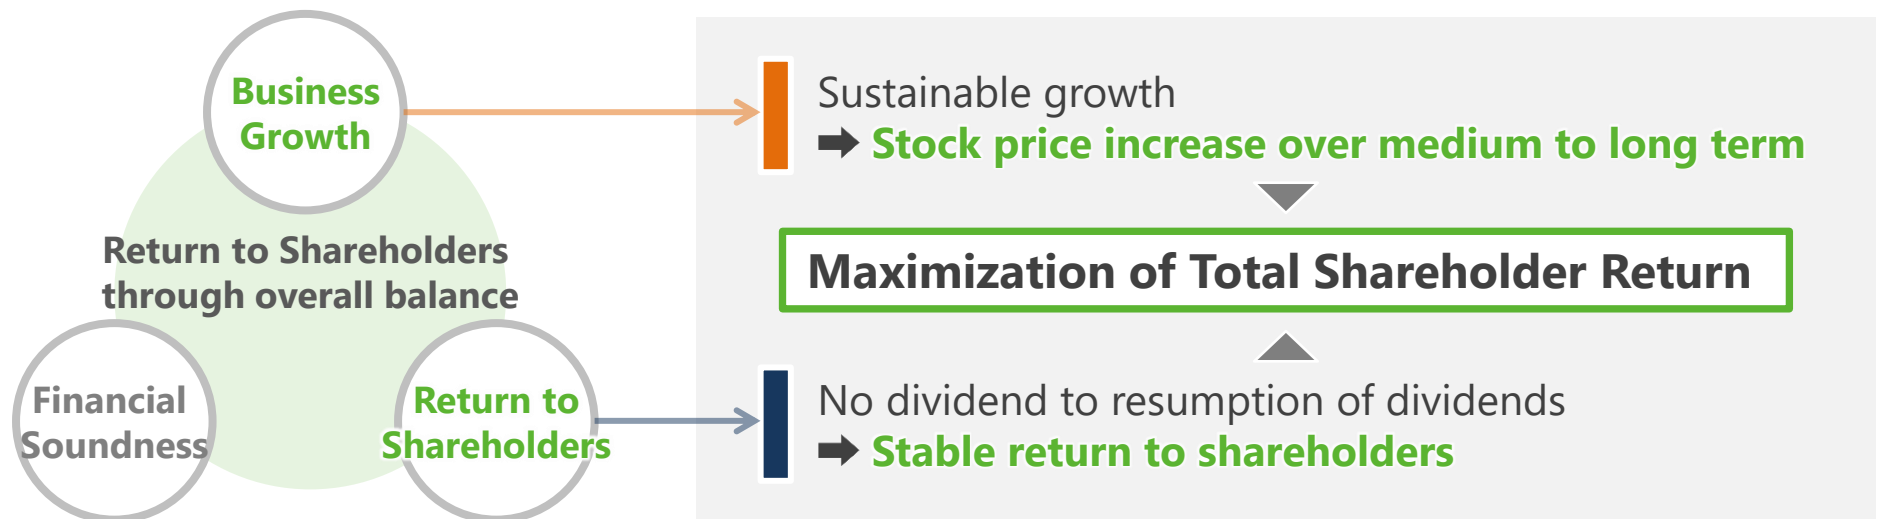 Business
Growth
Return to Shareholders
through overall balance
Financial
Soundness
Return to
Shareholders
Sustainable growth
➡ Stock price increase over medium to long term
Maximization of Total Shareholder Return
No dividend to resumption of dividends
➡ Stable return to shareholders